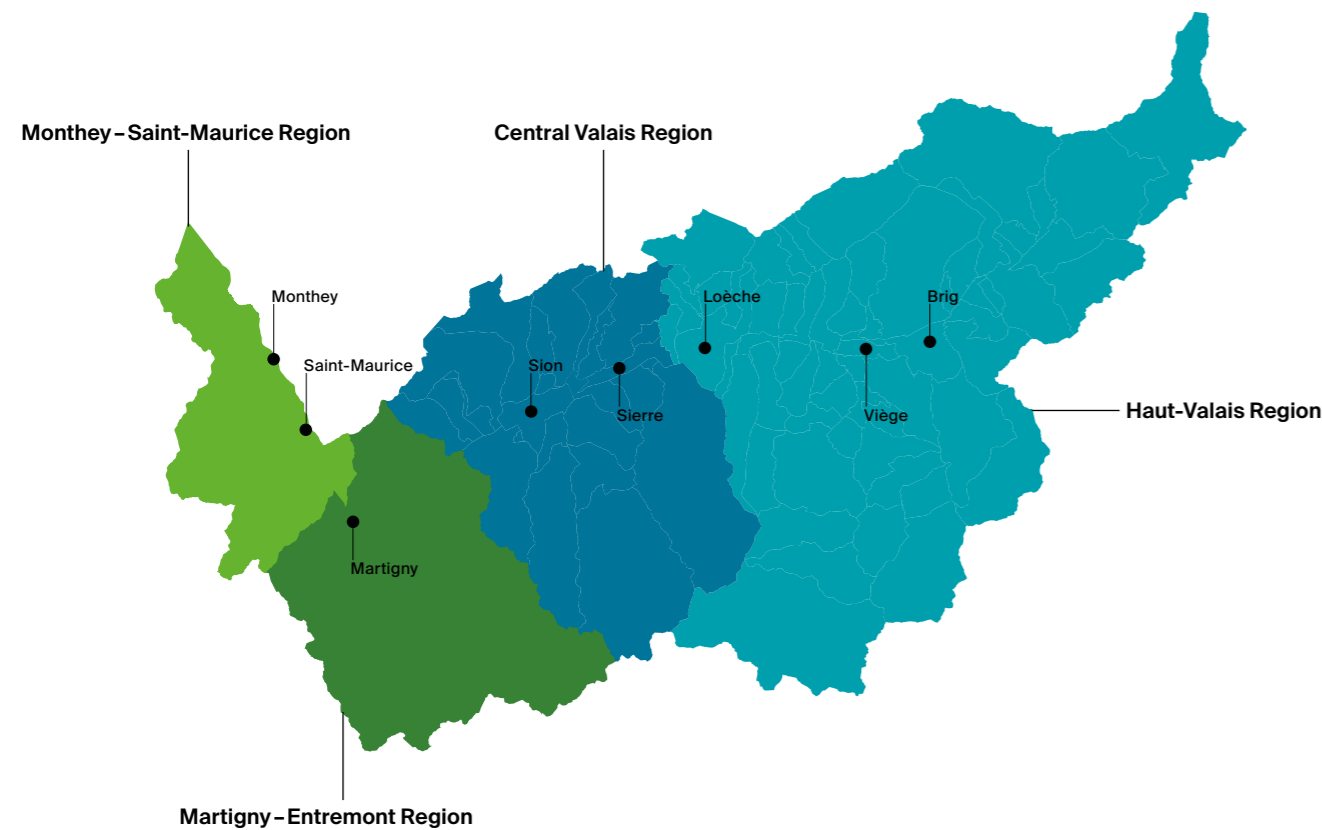 Monthey – Saint-Maurice Region
Central Valais Region
Monthey
Loèche
Brig
Saint-Maurice
Sion
Sierre
Viège
Haut-Valais Region
Martigny
Martigny – Entremont Region